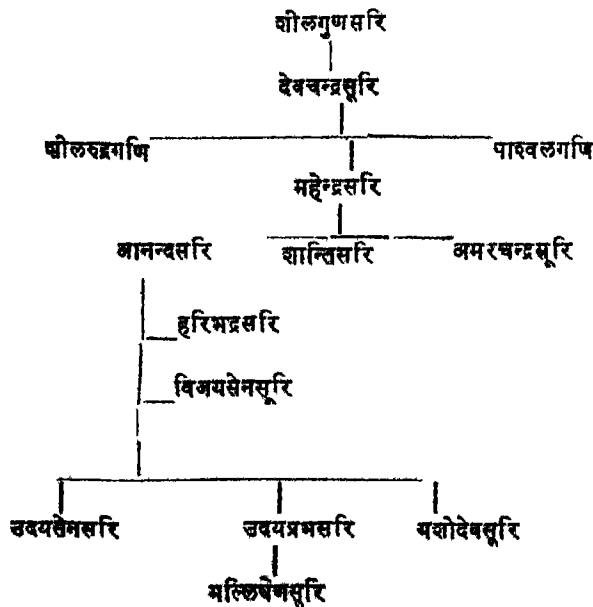 शीलगुणसरि
देवचन्द्रसूरि
शीलरुद्रगणि पाश्वलगणि
महेन्द्रसरि
आनन्दसरि शान्तिसरि अमरचन्द्रसूरि
हरिभद्रसरि
विजयसेनसूरि
उदयसेनसरि उदयप्रभसरि यशोदेवसूरि
मल्लिषेणसूरि